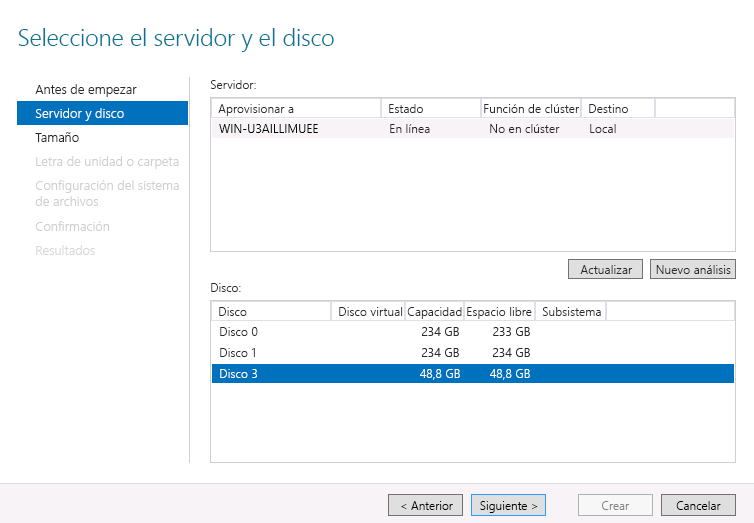 Seleccione el servidor y el disco
Antes de empezar
Servidor y disco
Tamaño
Letra de unidad o carpeta
Configuración del sistema
de archivos
Confirmación
Resultados
Servidor:
Aprovisionar a Estado Función de clúster Destino
WIN-U3AILLIMUEE En línea No en clúster Local
Actualizar Nuevo análisis
Disco:
Disco Disco virtual Capacidad Espacio libre Subsistema
Disco 0 234 GB 233 GB
Disco 1 234 GB 234 GB
Disco 3 48,8 GB 48,8 GB
< Anterior Siguiente > Crear Cancelar